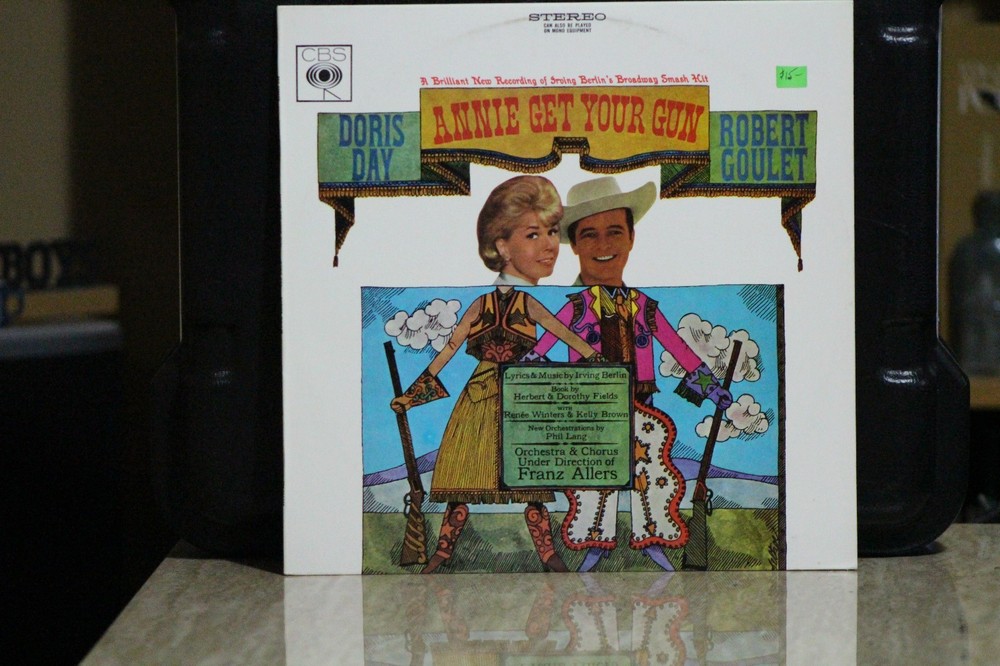 STEREO
CAN ALSO BE PLAYED
ON MONO EQUIPMENT
CBS
$15—
A Brilliant New Recording of Irving Berlin's Broadway Smash Hit
ANNIE GET YOUR GUN
DORIS
DAY
ROBERT
GOULET
Lyrics & Music by Irving Berlin
Book by
Herbert & Dorothy Fields
with
Renée Winters & Kelly Brown
New Orchestrations by
Phil Lang
Orchestra & Chorus
Under Direction of
Franz Allers
BOY